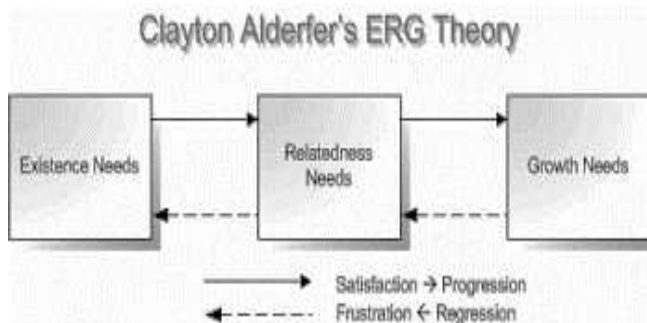 Clayton Alderfer's ERG Theory
Existence Needs
Relatedness
Needs
Growth Needs
Satisfaction → Progression
Frustration ← Regression